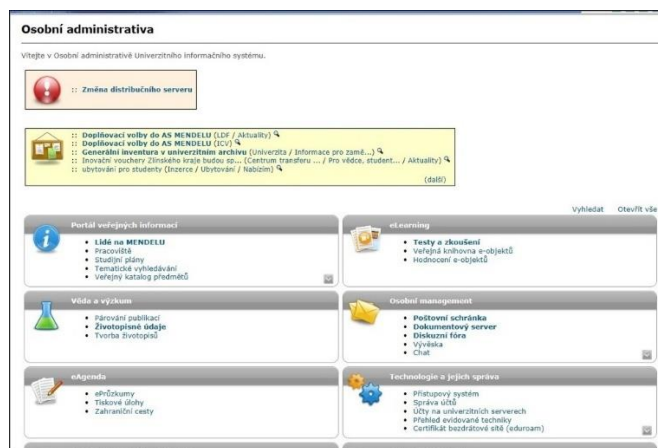 Osobní administrativa
Vítejte v Osobní administrativě Univerzitního informačního systému.
:: Změna distribučního serveru
:: Doplňovací volby do AS MENDELU (LDF / Aktuality)
:: Doplňovací volby do AS MENDELU (ICV)
:: Generální inventura v univerzitním archivu (Univerzita / Informace pro zamě...)
:: Inovační vouchery Zlínského kraje budou sp... (Centrum transferu ... / Pro vědce, student... / Aktuality)
:: ubytování pro studenty (Inzerce / Ubytování / Nabízím)
(další)
Vyhledat Otevřít vše
Portál veřejných informací
• Lidé na MENDELU
• Pracoviště
• Studijní plány
• Tematické vyhledávání
• Veřejný katalog předmětů
eLearning
• Testy a zkoušení
• Veřejná knihovna e-objektů
• Hodnocení e-objektů
Věda a výzkum
• Párování publikací
• Životopisné údaje
• Tvorba životopisů
Osobní management
• Poštovní schránka
• Dokumentový server
• Diskuzní fóra
• Vývěska
• Chat
eAgenda
• ePrůzkumy
• Tiskové úlohy
• Zahraniční cesty
Technologie a jejich správa
• Přístupový systém
• Správa účtů
• Účty na univerzitních serverech
• Přehled evidované techniky
• Certifikát bezdrátové sítě (eduroam)